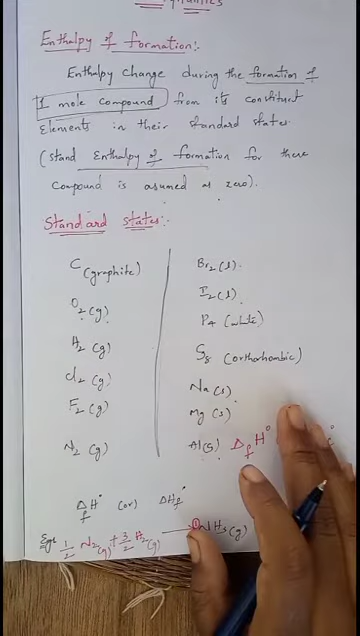 Enthalpy of formation:-
Enthalpy change during the formation of
1 mole compound from its constituent
Elements in their standard states.
(stand Enthalpy of formation for these
compound is asumed as zero).
Standard states:-
C (graphite)
O2 (g)
H2 (g)
Cl2 (g)
F2 (g)
N2 (g)
Br2 (l)
I2 (s)
P4 (white)
S8 (orthorhombic)
Na (s)
Mg (s)
Al (s) ΔfH°
ΔfH° (or) ΔHf°
Eg: 1/2 N2(g) + 3/2 H2(g) → 1 NH3(g)